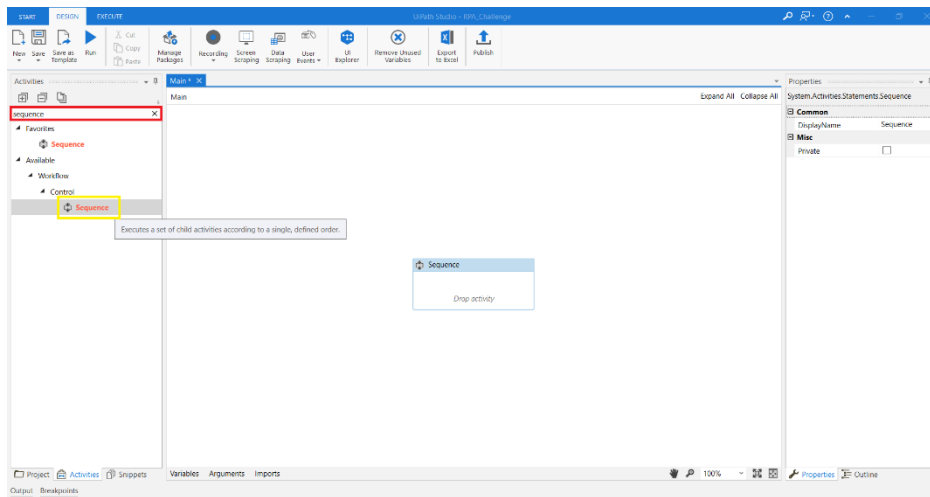 START DESIGN EXECUTE UiPath Studio - RPA_Challenge
New Save Save as Template Run
Cut
Copy
Paste
Manage Packages Recording Screen Scraping Data Scraping User Events UI Explorer Remove Unused Variables Export to Excel Publish
Activities
sequence
Favorites
Sequence
Available
Workflow
Control
Sequence
Executes a set of child activities according to a single, defined order.
Main*
Main Expand All Collapse All
Sequence
Drop activity
Properties
System.Activities.Statements.Sequence
Common
DisplayName Sequence
Misc
Private
Project Activities Snippets Variables Arguments Imports 100% Properties Outline
Output Breakpoints